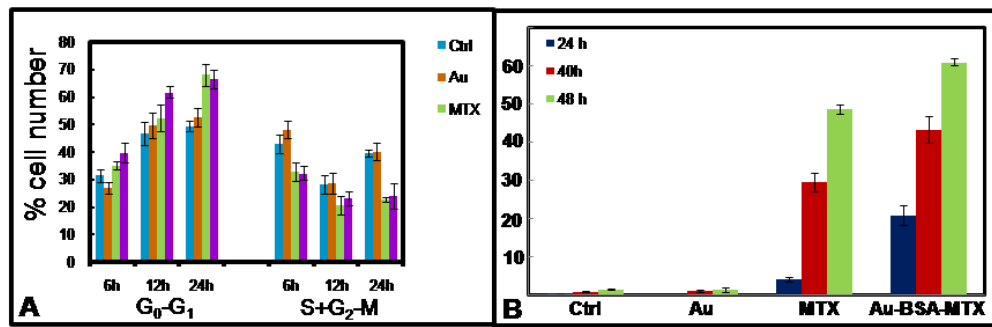 % cell number
80
70
60
50
40
30
20
10
0
6h 12h 24h 6h 12h 24h
G₀-G₁ S+G₂-M
A
Ctrl
Au
MTX
60
50
40
30
20
10
24 h
40h
48 h
Ctrl Au MTX Au-BSA-MTX
B